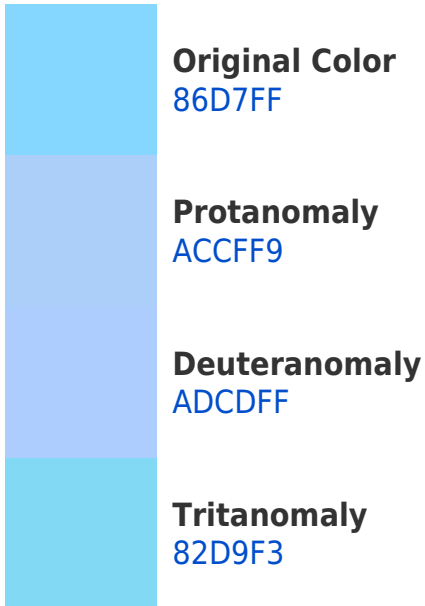 Original Color
86D7FF
Protanomaly
ACCFF9
Deuteranomaly
ADCDFF
Tritanomaly
82D9F3